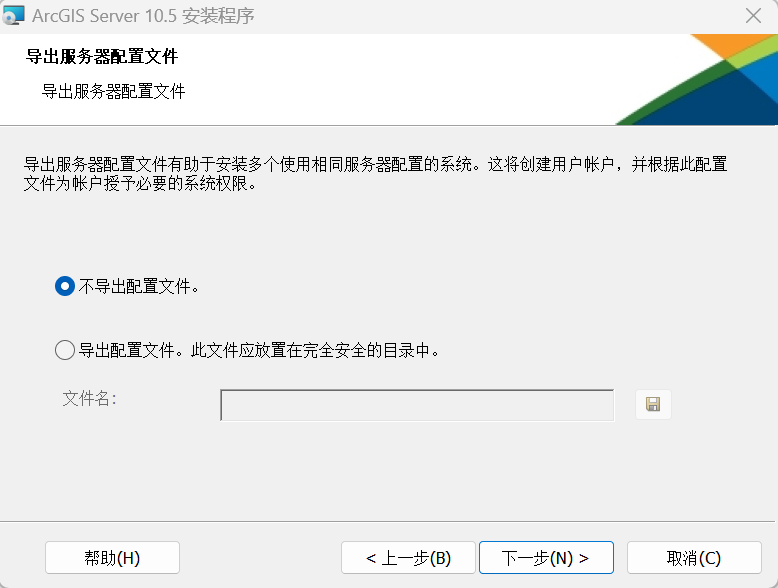 ArcGIS Server 10.5 安装程序
导出服务器配置文件
导出服务器配置文件
导出服务器配置文件有助于安装多个使用相同服务器配置的系统。这将创建用户帐户，并根据此配置
文件为帐户授予必要的系统权限。
不导出配置文件。
导出配置文件。此文件应放置在完全安全的目录中。
文件名:
帮助(H)
< 上一步(B)
下一步(N) >
取消(C)